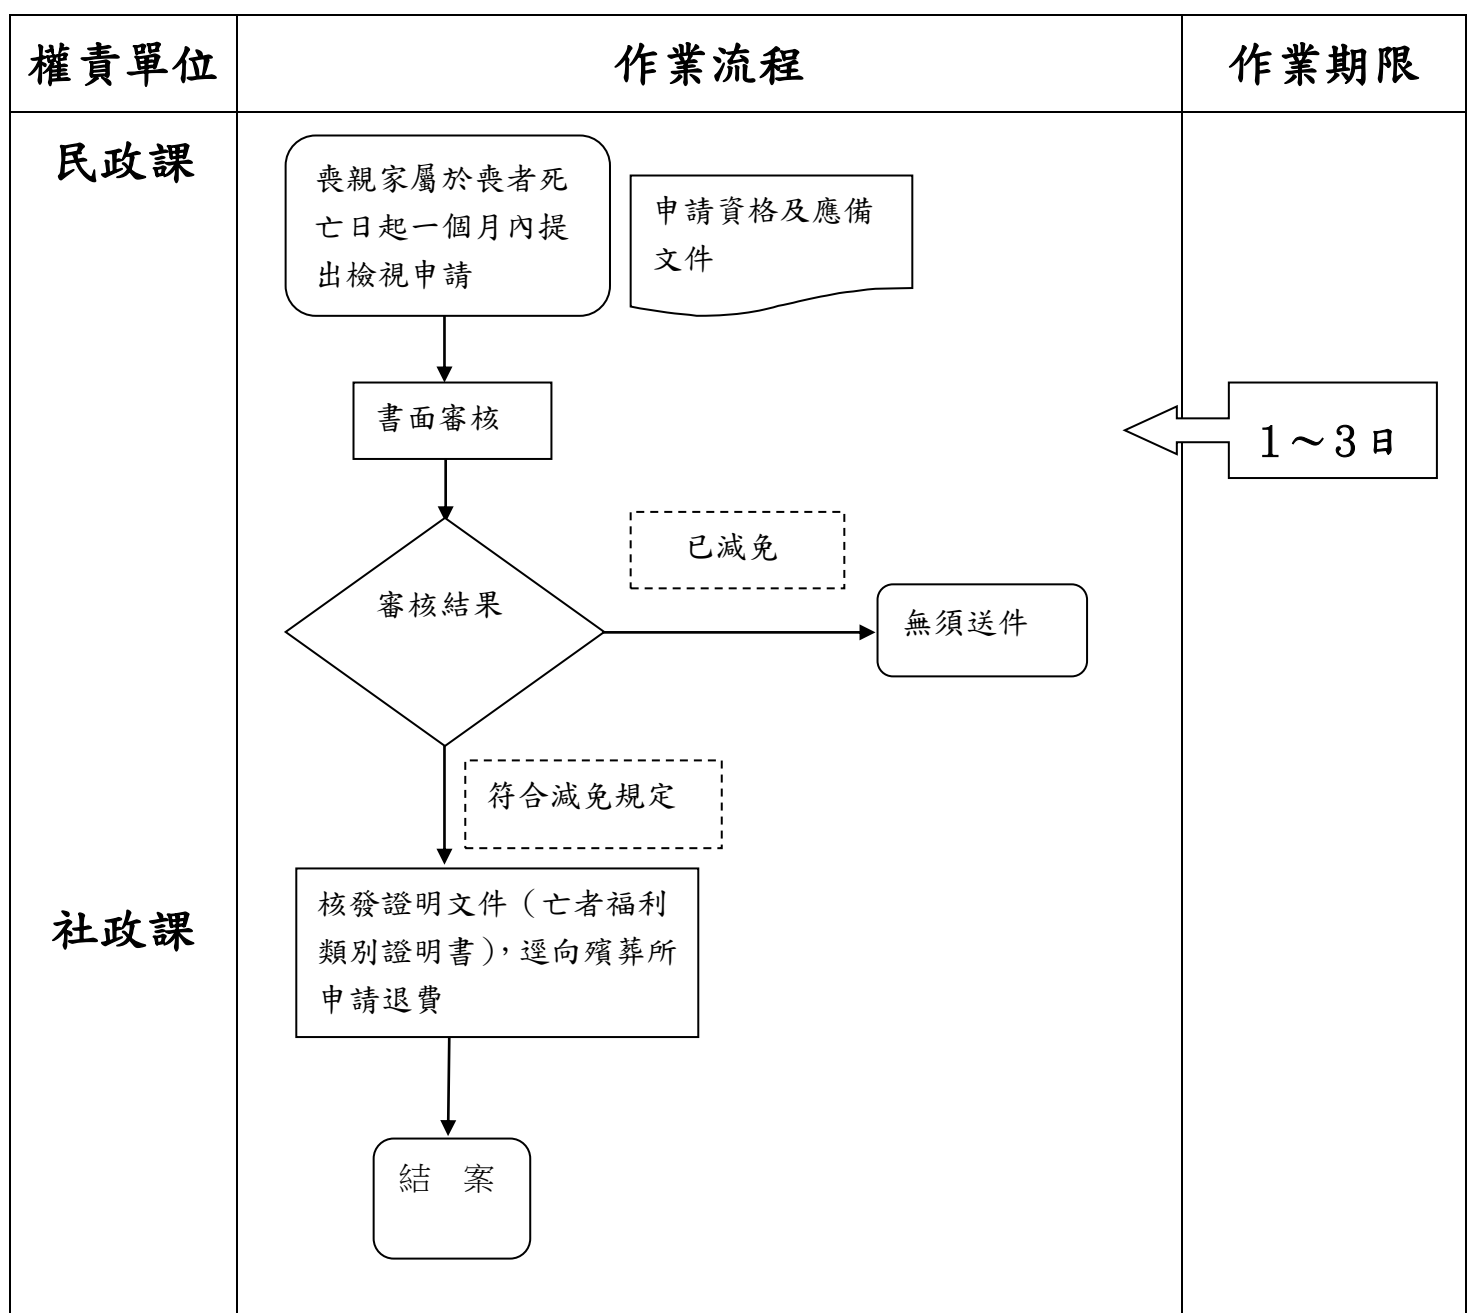 權責單位
作業流程
作業期限
民政課
喪親家屬於喪者死
亡日起一個月內提
出檢視申請
申請資格及應備
文件
書面審核
1～3日
審核結果
已減免
無須送件
符合減免規定
社政課
核發證明文件（亡者福利
類別證明書），逕向殯葬所
申請退費
結　案